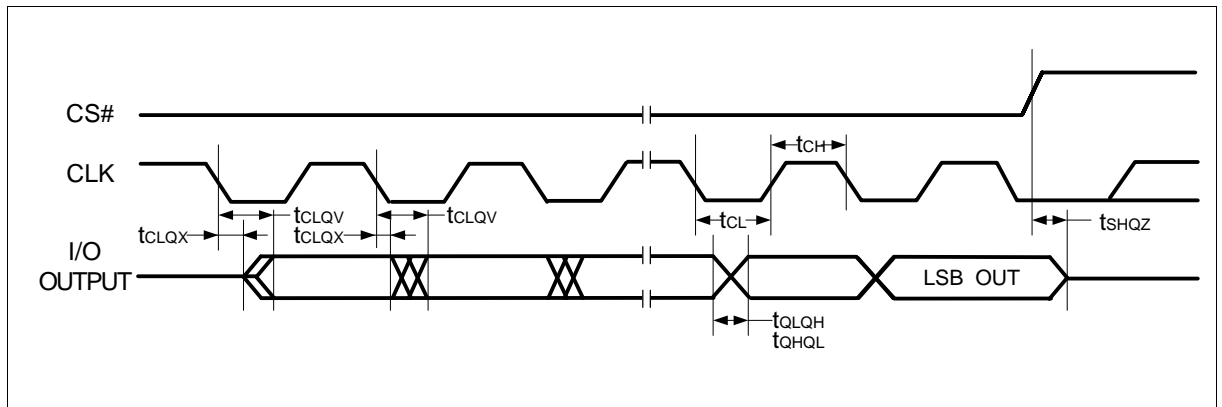 CS#
CLK
tCH
tCLQV
tCLQV
tCL
tSHQZ
tCLQX
tCLQX
I/O
OUTPUT
LSB OUT
tQLQH
tQHQL